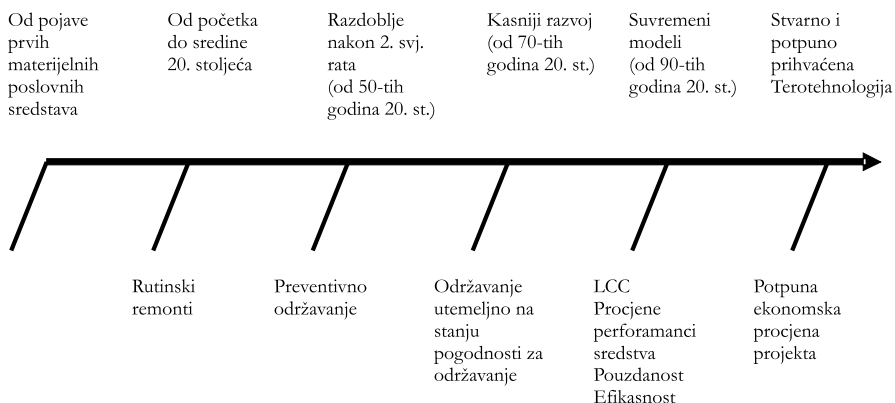 Od pojave
prvih
materijelnih
poslovnih
sredstava
Od početka
do sredine
20. stoljeća
Razdoblje
nakon 2. svj.
rata
(od 50-tih
godina 20. st.)
Kasniji razvoj
(od 70-tih
godina 20. st.)
Suvremeni
modeli
(od 90-tih
godina 20. st.)
Stvarno i
potpuno
prihvaćena
Terotehnologija
Rutinski
remonti
Preventivno
održavanje
Održavanje
utemeljno na
stanju
pogodnosti za
održavanje
LCC
Procjene
perforamanci
sredstva
Pouzdanost
Efikasnost
Potpuna
ekonomska
procjena
projekta